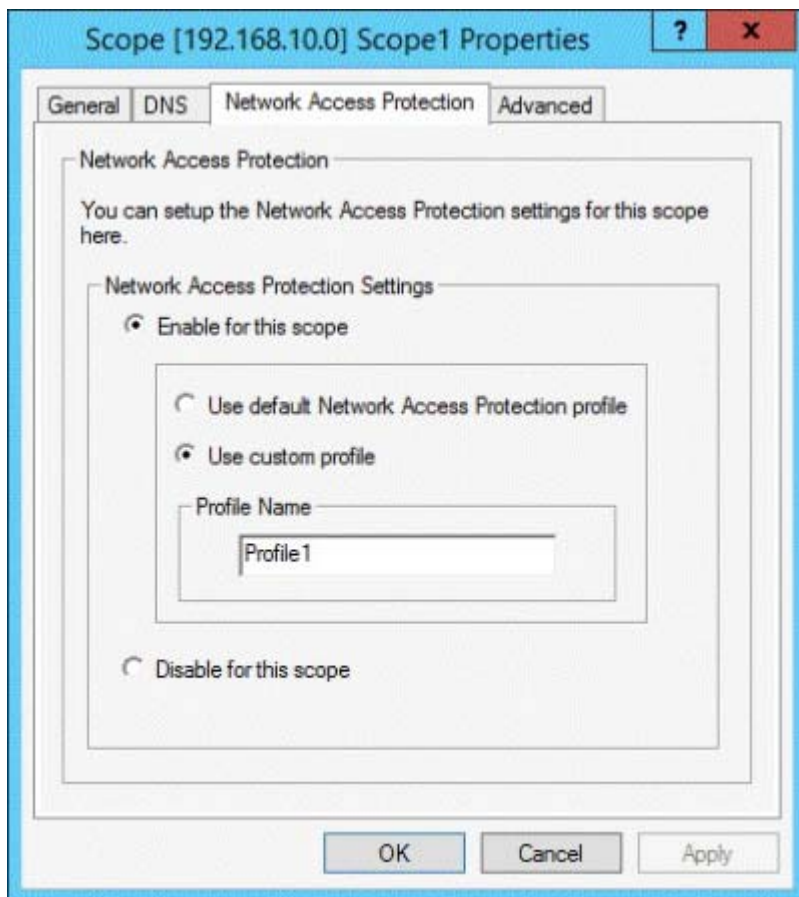 Scope [192.168.10.0] Scope1 Properties
? x
General DNS Network Access Protection Advanced
Network Access Protection
You can setup the Network Access Protection settings for this scope
here.
Network Access Protection Settings
Enable for this scope
Use default Network Access Protection profile
Use custom profile
Profile Name
Profile1
Disable for this scope
OK Cancel Apply